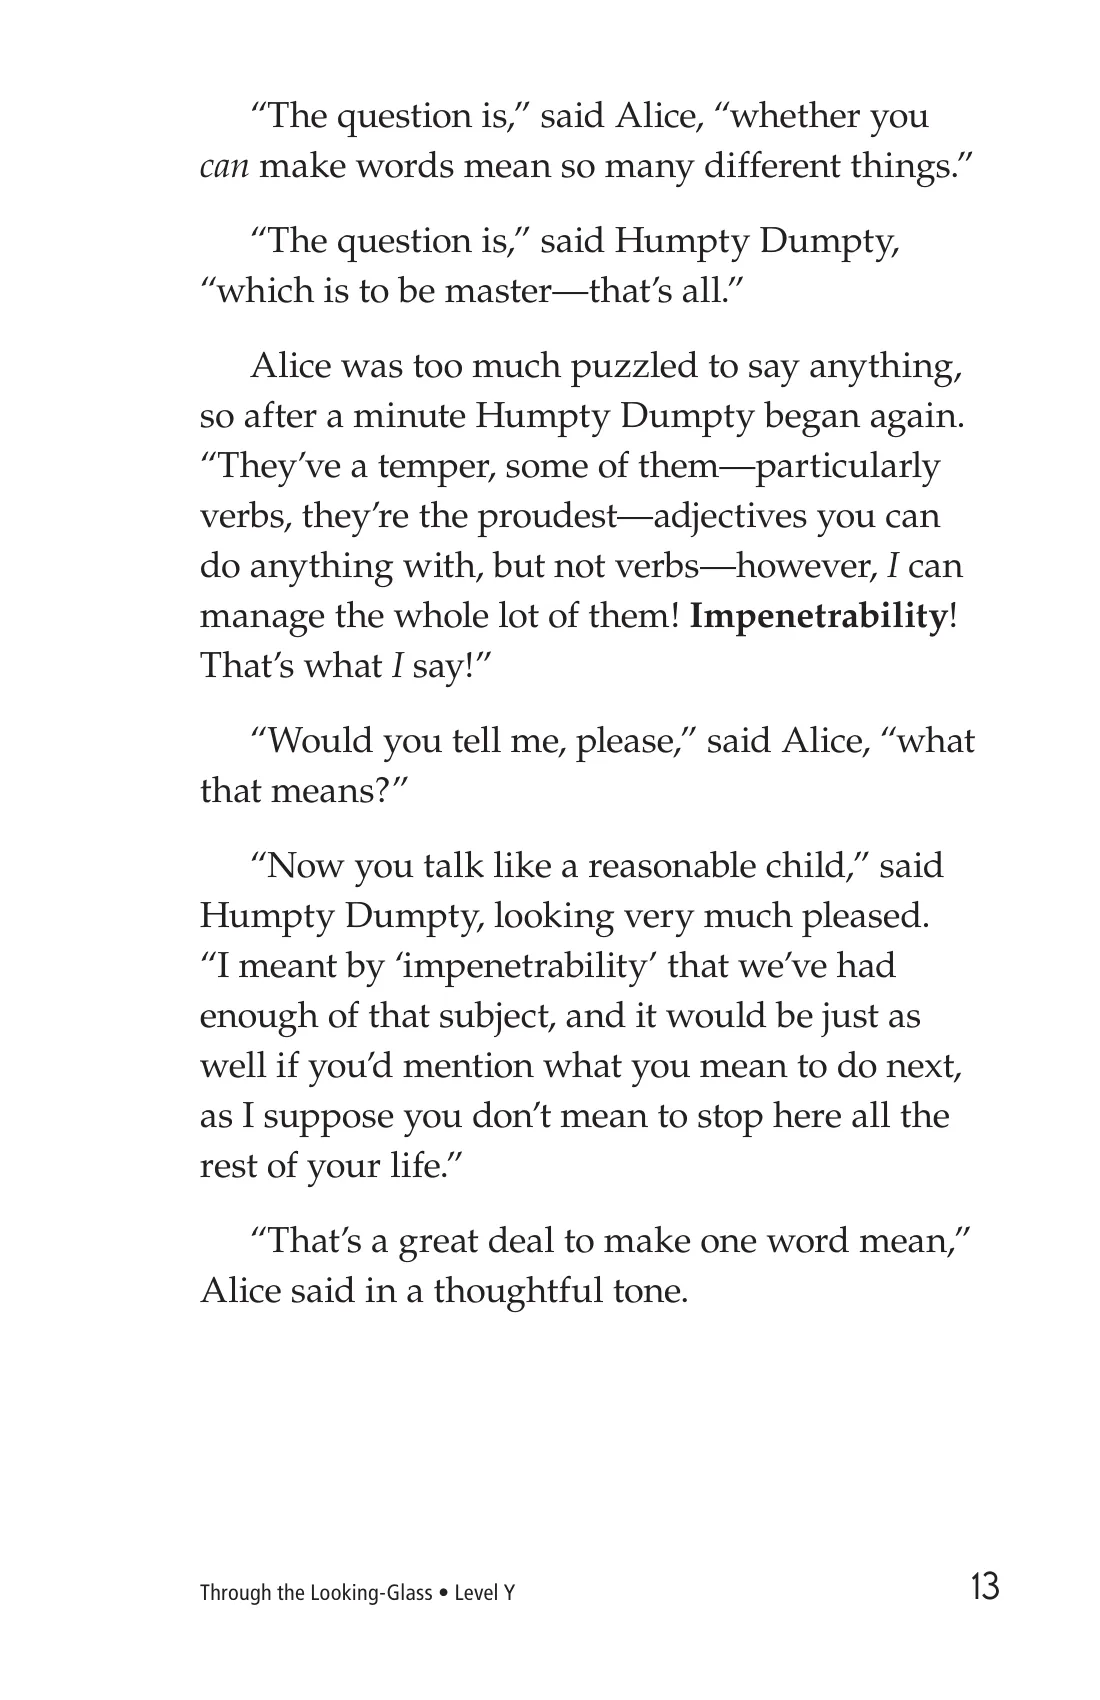 “The question is,” said Alice, “whether you
can make words mean so many different things.”
“The question is,” said Humpty Dumpty,
“which is to be master—that’s all.”
Alice was too much puzzled to say anything,
so after a minute Humpty Dumpty began again.
“They’ve a temper, some of them—particularly
verbs, they’re the proudest—adjectives you can
do anything with, but not verbs—however, I can
manage the whole lot of them! Impenetrability!
That’s what I say!”
“Would you tell me, please,” said Alice, “what
that means?”
“Now you talk like a reasonable child,” said
Humpty Dumpty, looking very much pleased.
“I meant by ‘impenetrability’ that we’ve had
enough of that subject, and it would be just as
well if you’d mention what you mean to do next,
as I suppose you don’t mean to stop here all the
rest of your life.”
“That’s a great deal to make one word mean,”
Alice said in a thoughtful tone.
Through the Looking-Glass • Level Y
13